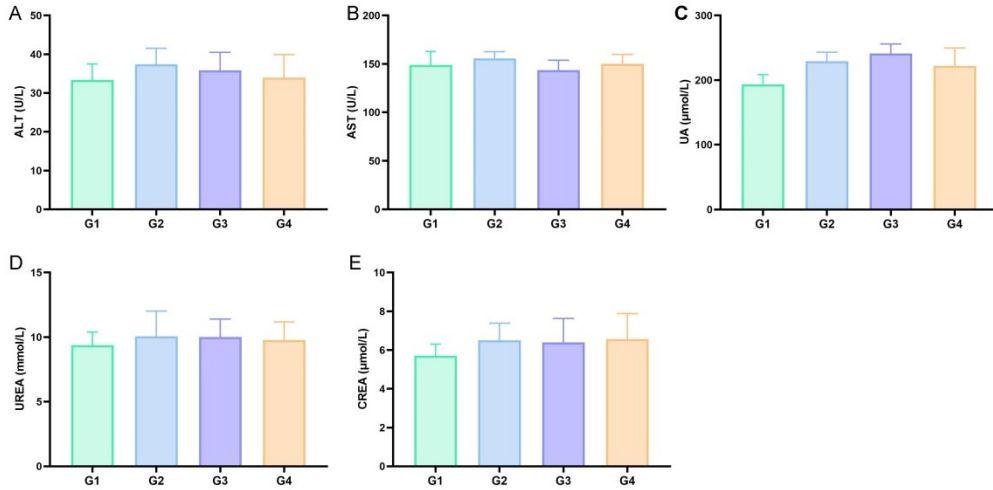 A
ALT (U/L)
50
40
30
20
10
0
G1 G2 G3 G4
B
AST (U/L)
200
150
100
50
0
G1 G2 G3 G4
C
UA (μmol/L)
300
200
100
0
G1 G2 G3 G4
D
UREA (mmol/L)
15
10
5
0
G1 G2 G3 G4
E
CREA (μmol/L)
10
8
6
4
2
0
G1 G2 G3 G4